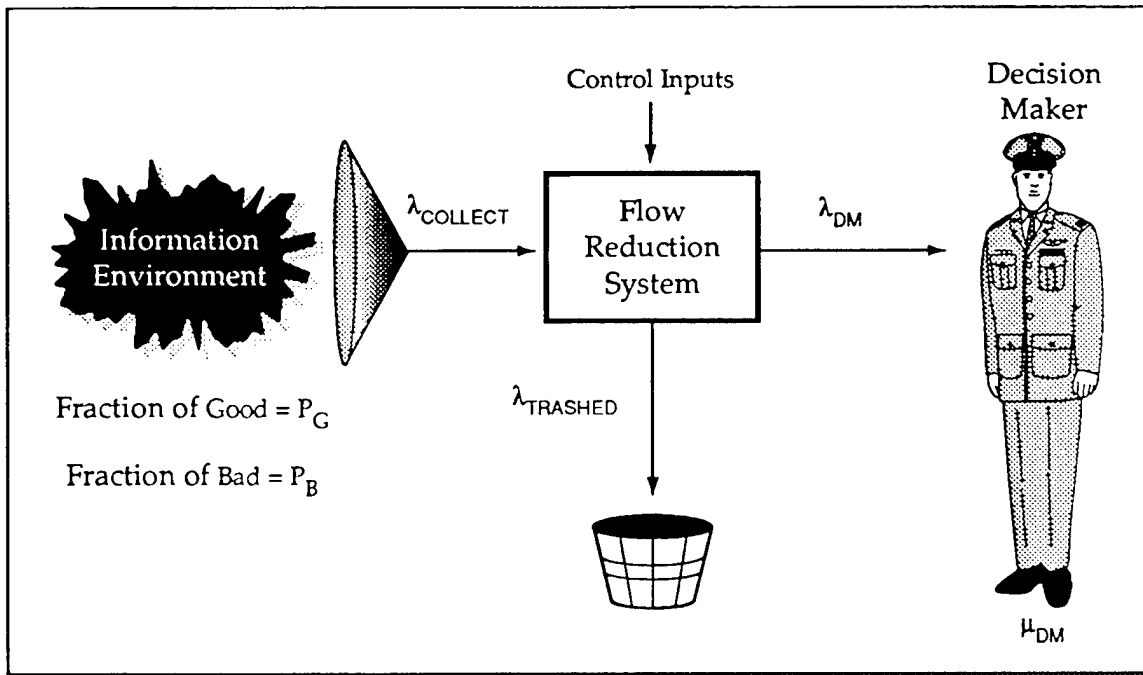 Control Inputs
Decision
Maker
Information
Environment
λCOLLECT
Flow
Reduction
System
λDM
Fraction of Good = PG
Fraction of Bad = PB
λTRASHED
μDM